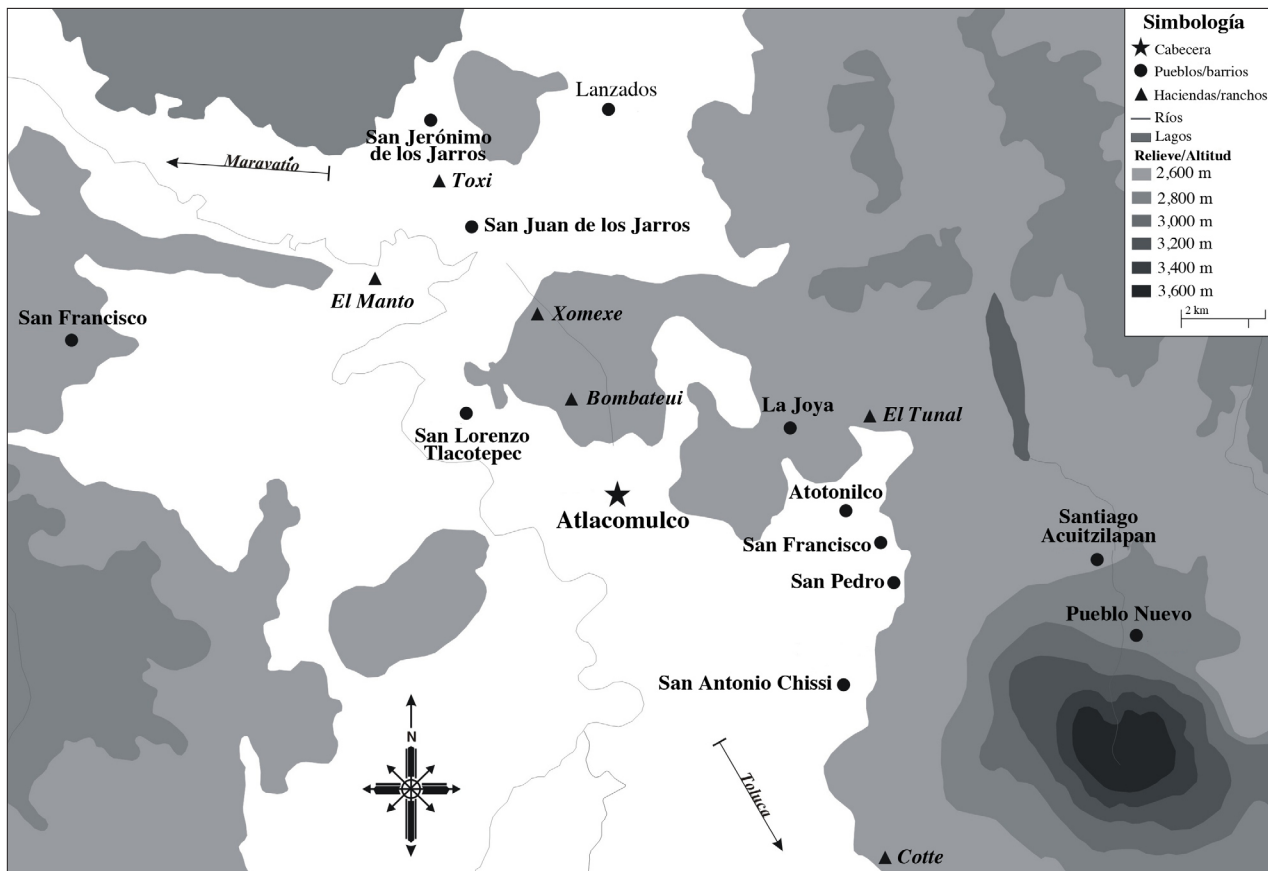 Simbología
Cabecera
Pueblos/barrios
Haciendas/ranchos
Ríos
Lagos
Relieve/Altitud
2,600 m
2,800 m
3,000 m
3,200 m
3,400 m
3,600 m
2 km
Lanzados
San Jerónimo
de los Jarros
Maravatío
Toxi
San Juan de los Jarros
El Manto
San Francisco
Xomexe
Bombateui
La Joya
El Tunal
San Lorenzo
Tlacotepec
Atlacomulco
Atotonilco
San Francisco
San Pedro
Santiago
Acuitzilapan
Pueblo Nuevo
San Antonio Chissi
N
Toluca
Cotte